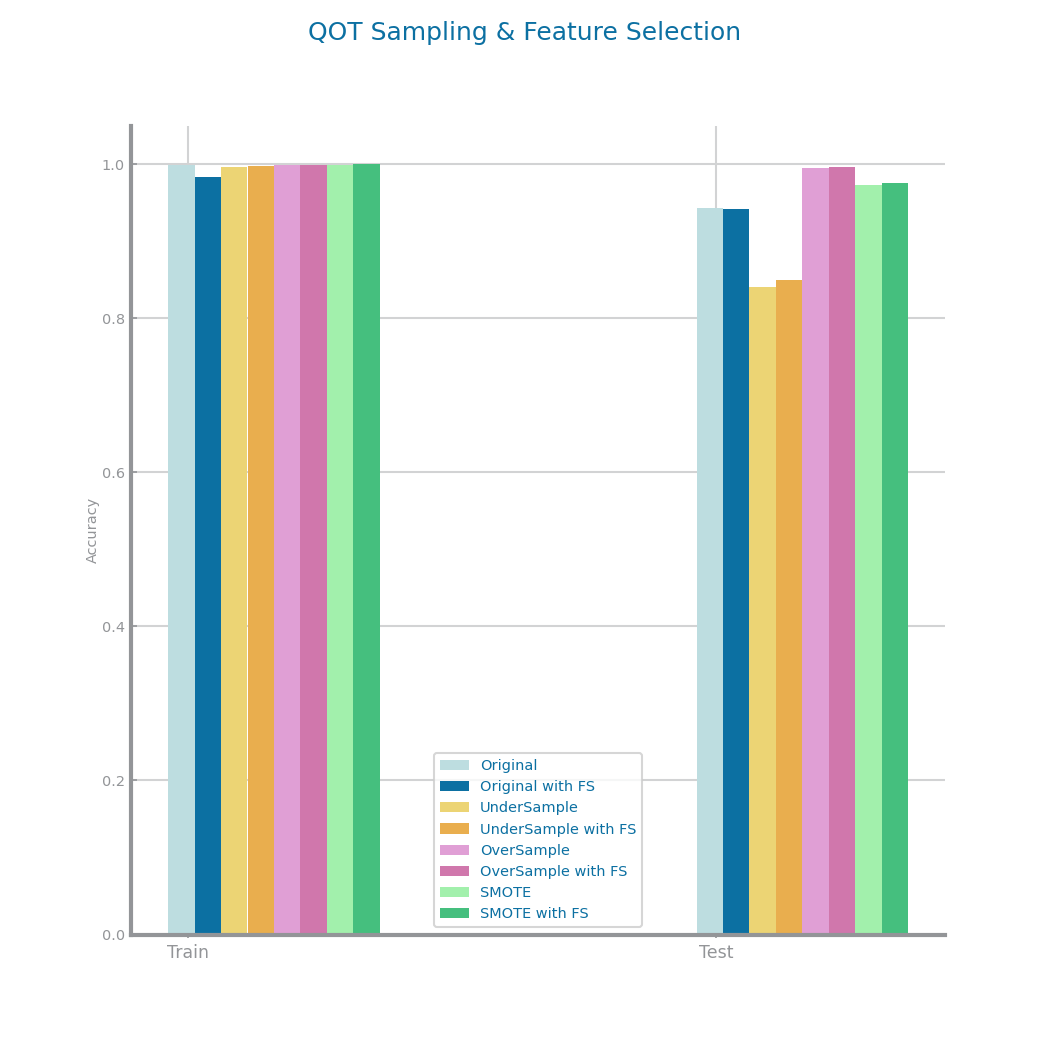 QOT Sampling & Feature Selection
1.0
0.8
0.6
0.4
0.2
0.0
Accuracy
Train
Test
Original
Original with FS
UnderSample
UnderSample with FS
OverSample
OverSample with FS
SMOTE
SMOTE with FS